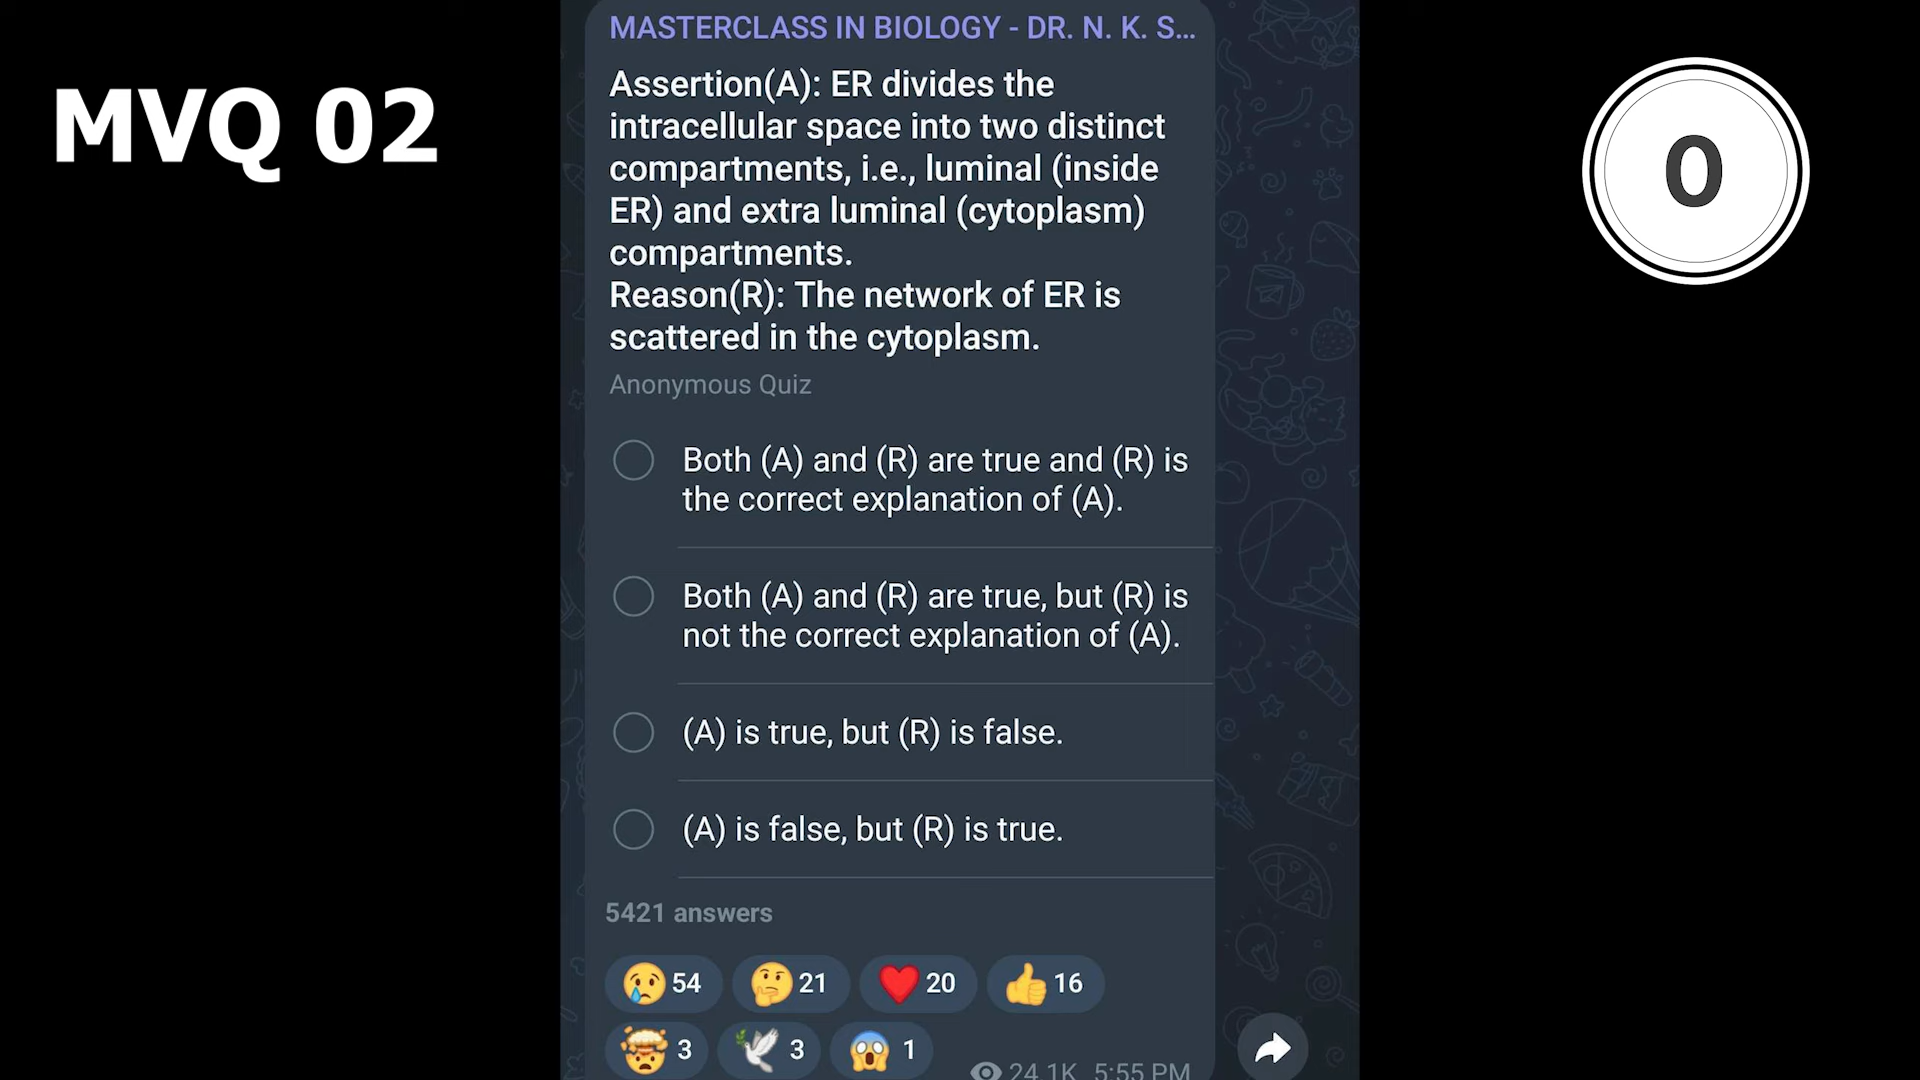 MVQ 02
0
MASTERCLASS IN BIOLOGY - DR. N. K. S...
Assertion(A): ER divides the
intracellular space into two distinct
compartments, i.e., luminal (inside
ER) and extra luminal (cytoplasm)
compartments.
Reason(R): The network of ER is
scattered in the cytoplasm.
Anonymous Quiz
Both (A) and (R) are true and (R) is
the correct explanation of (A).
Both (A) and (R) are true, but (R) is
not the correct explanation of (A).
(A) is true, but (R) is false.
(A) is false, but (R) is true.
5421 answers
54 21 20 16
3 3 1
24.1K 5:55 PM